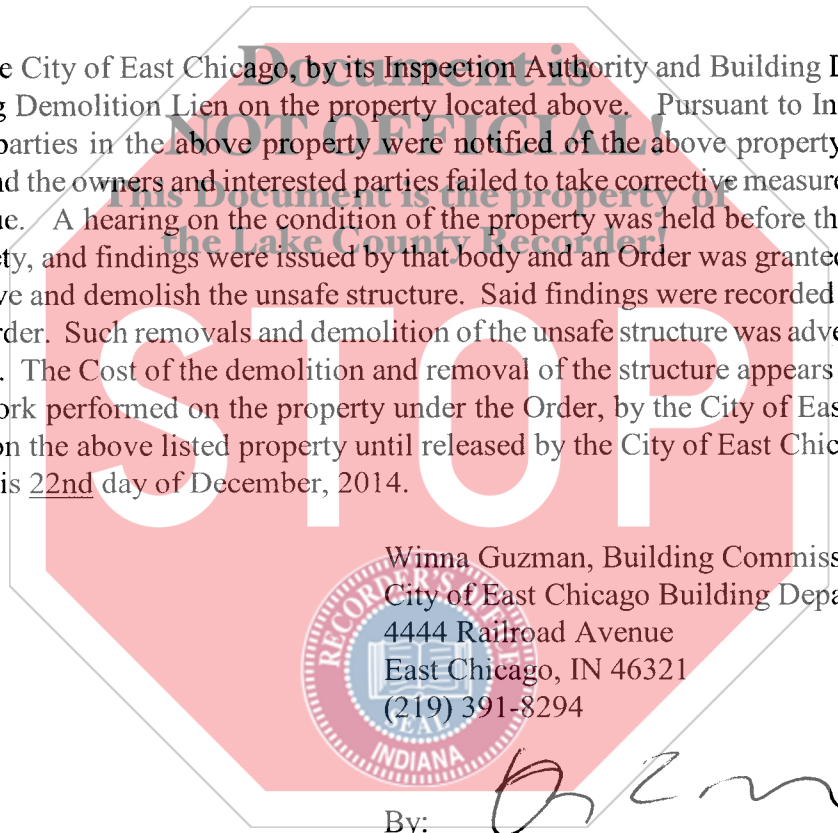 Document is
NOT OFFICIAL!
This Document is the property of
the Lake County Recorder!
STOP
e City of East Chicago, by its Inspection Authority and Building D
g Demolition Lien on the property located above. Pursuant to In
parties in the above property were notified of the above property
nd the owners and interested parties failed to take corrective measure
ue. A hearing on the condition of the property was held before th
ety, and findings were issued by that body and an Order was granted
ve and demolish the unsafe structure. Said findings were recorded
rder. Such removals and demolition of the unsafe structure was adve
. The Cost of the demolition and removal of the structure appears
ork performed on the property under the Order, by the City of Eas
on the above listed property until released by the City of East Chic
is 22nd day of December, 2014.
Winna Guzman, Building Commiss
City of East Chicago Building Depa
4444 Railroad Avenue
East Chicago, IN 46321
(219) 391-8294
RECORDER'S
SEAL
INDIANA
By: